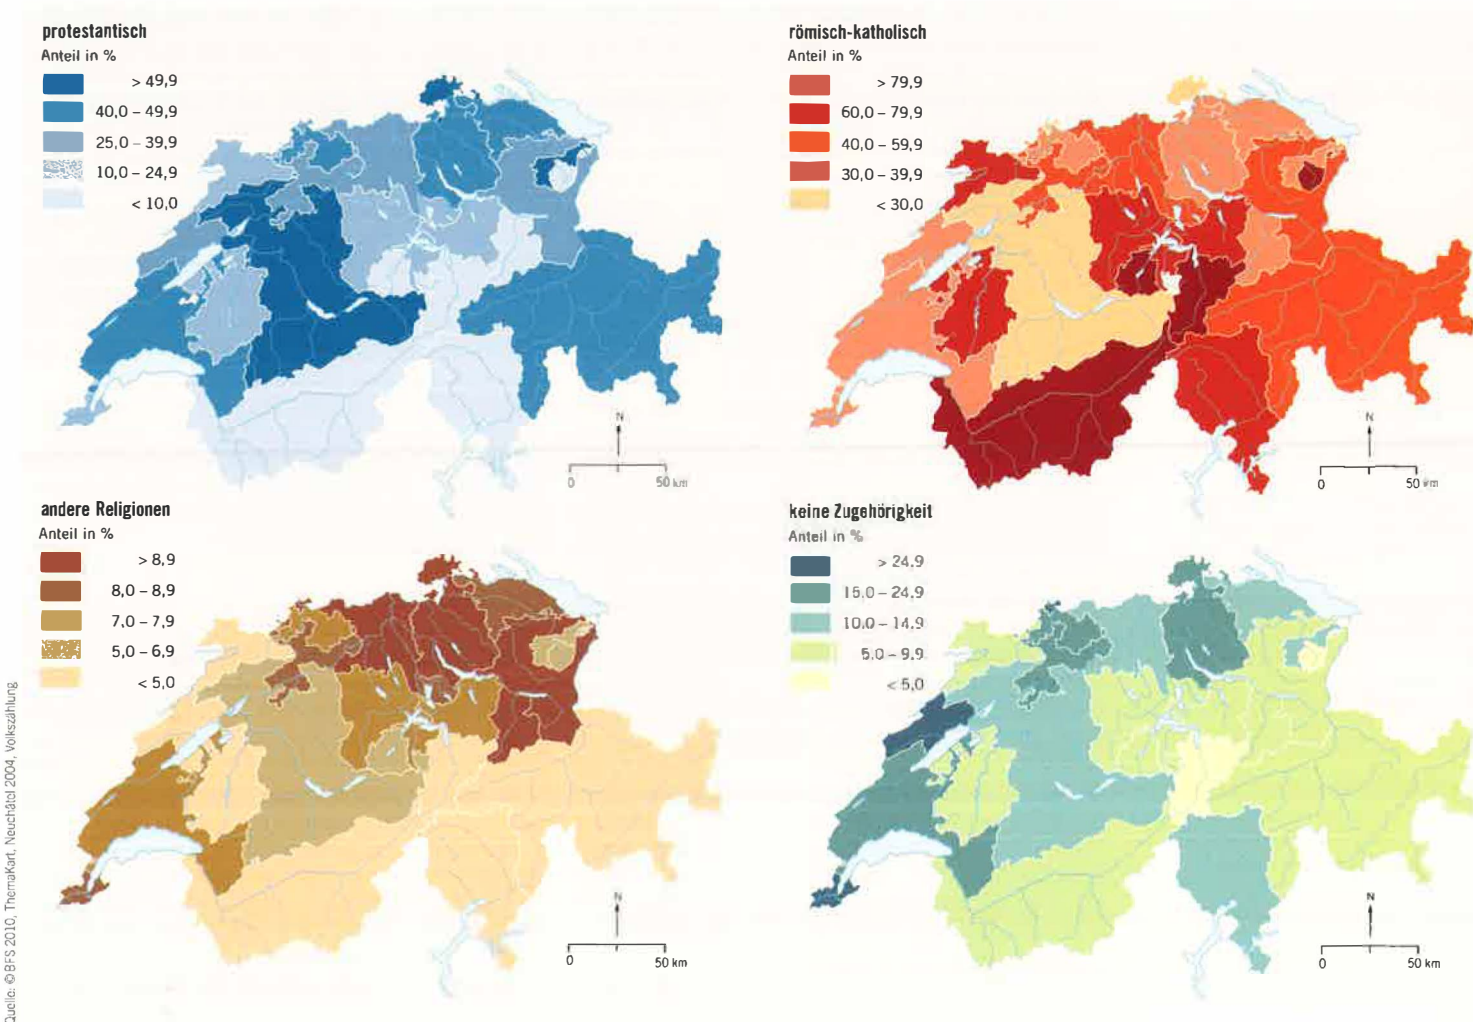 protestantisch
Anteil in %
> 49,9
40,0 – 49,9
25,0 – 39,9
10,0 – 24,9
< 10,0
N
0 50 km
römisch-katholisch
Anteil in %
> 79,9
60,0 – 79,9
40,0 – 59,9
30,0 – 39,9
< 30,0
N
0 50 km
andere Religionen
Anteil in %
> 8,9
8,0 – 8,9
7,0 – 7,9
5,0 – 6,9
< 5,0
N
0 50 km
keine Zugehörigkeit
Anteil in %
> 24,9
15,0 – 24,9
10,0 – 14,9
5,0 – 9,9
< 5,0
N
0 50 km
Quelle: © BFS 2010, ThemaKart, Neuchâtel 2004, Volkszählung